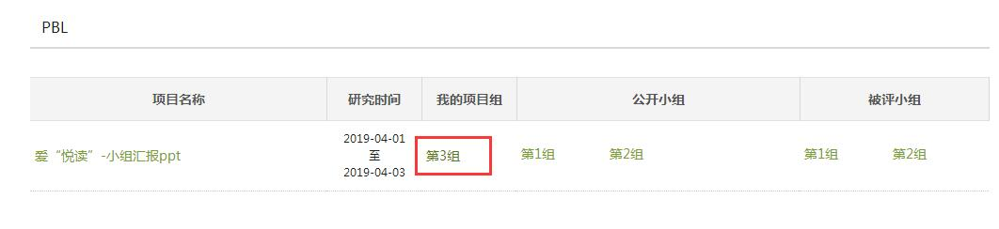 PBL
项目名称 研究时间 我的项目组 公开小组 被评小组
爱“悦读”-小组汇报ppt 2019-04-01 至 2019-04-03 第3组 第1组 第2组 第1组 第2组